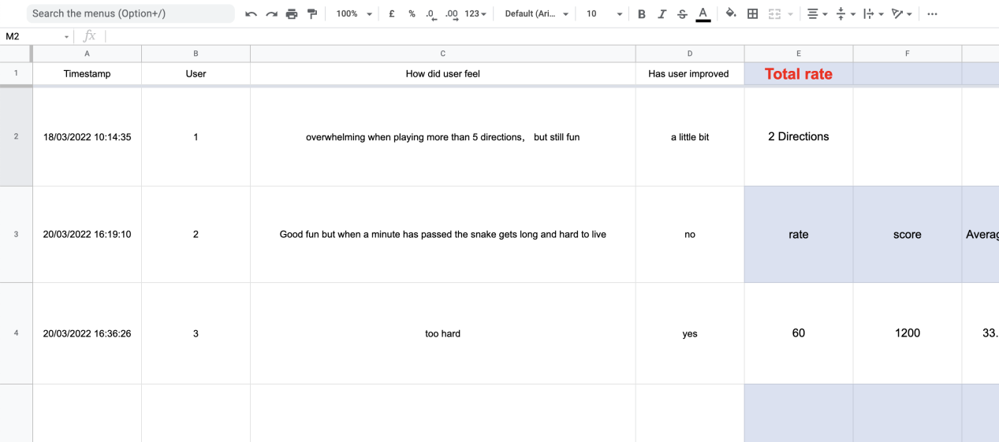 Search the menus (Option+/)
100%
£ % .0 .00 123
Default (Ari...
10
B I S A
M2
fx
A B C D E F
1 Timestamp User How did user feel Has user improved Total rate
2 18/03/2022 10:14:35 1 overwhelming when playing more than 5 directions, but still fun a little bit 2 Directions
3 20/03/2022 16:19:10 2 Good fun but when a minute has passed the snake gets long and hard to live no rate score Averag
4 20/03/2022 16:36:26 3 too hard yes 60 1200 33.